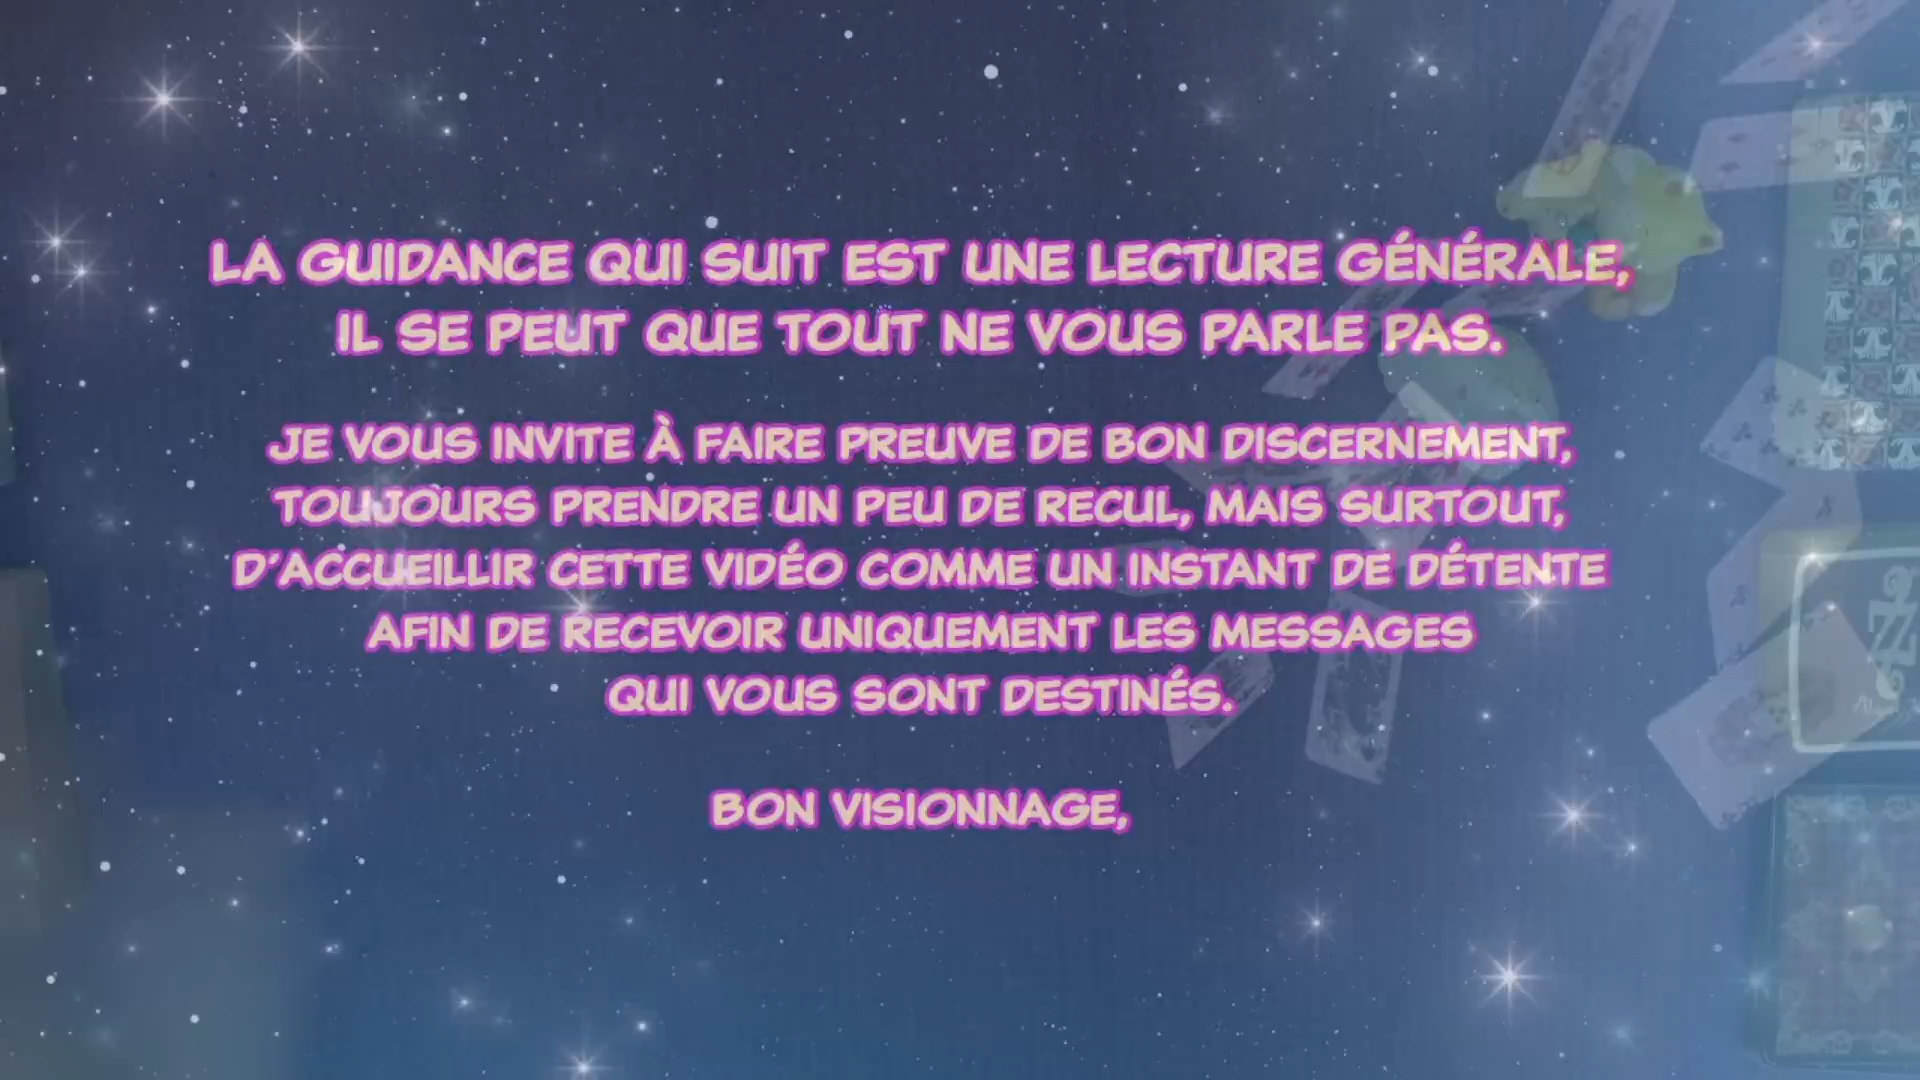 LA GUIDANCE QUI SUIT EST UNE LECTURE GÉNÉRALE,
IL SE PEUT QUE TOUT NE VOUS PARLE PAS.
JE VOUS INVITE À FAIRE PREUVE DE BON DISCERNEMENT,
TOUJOURS PRENDRE UN PEU DE RECUL, MAIS SURTOUT,
D'ACCUEILLIR CETTE VIDÉO COMME UN INSTANT DE DÉTENTE
AFIN DE RECEVOIR UNIQUEMENT LES MESSAGES
QUI VOUS SONT DESTINÉS.
BON VISIONNAGE,